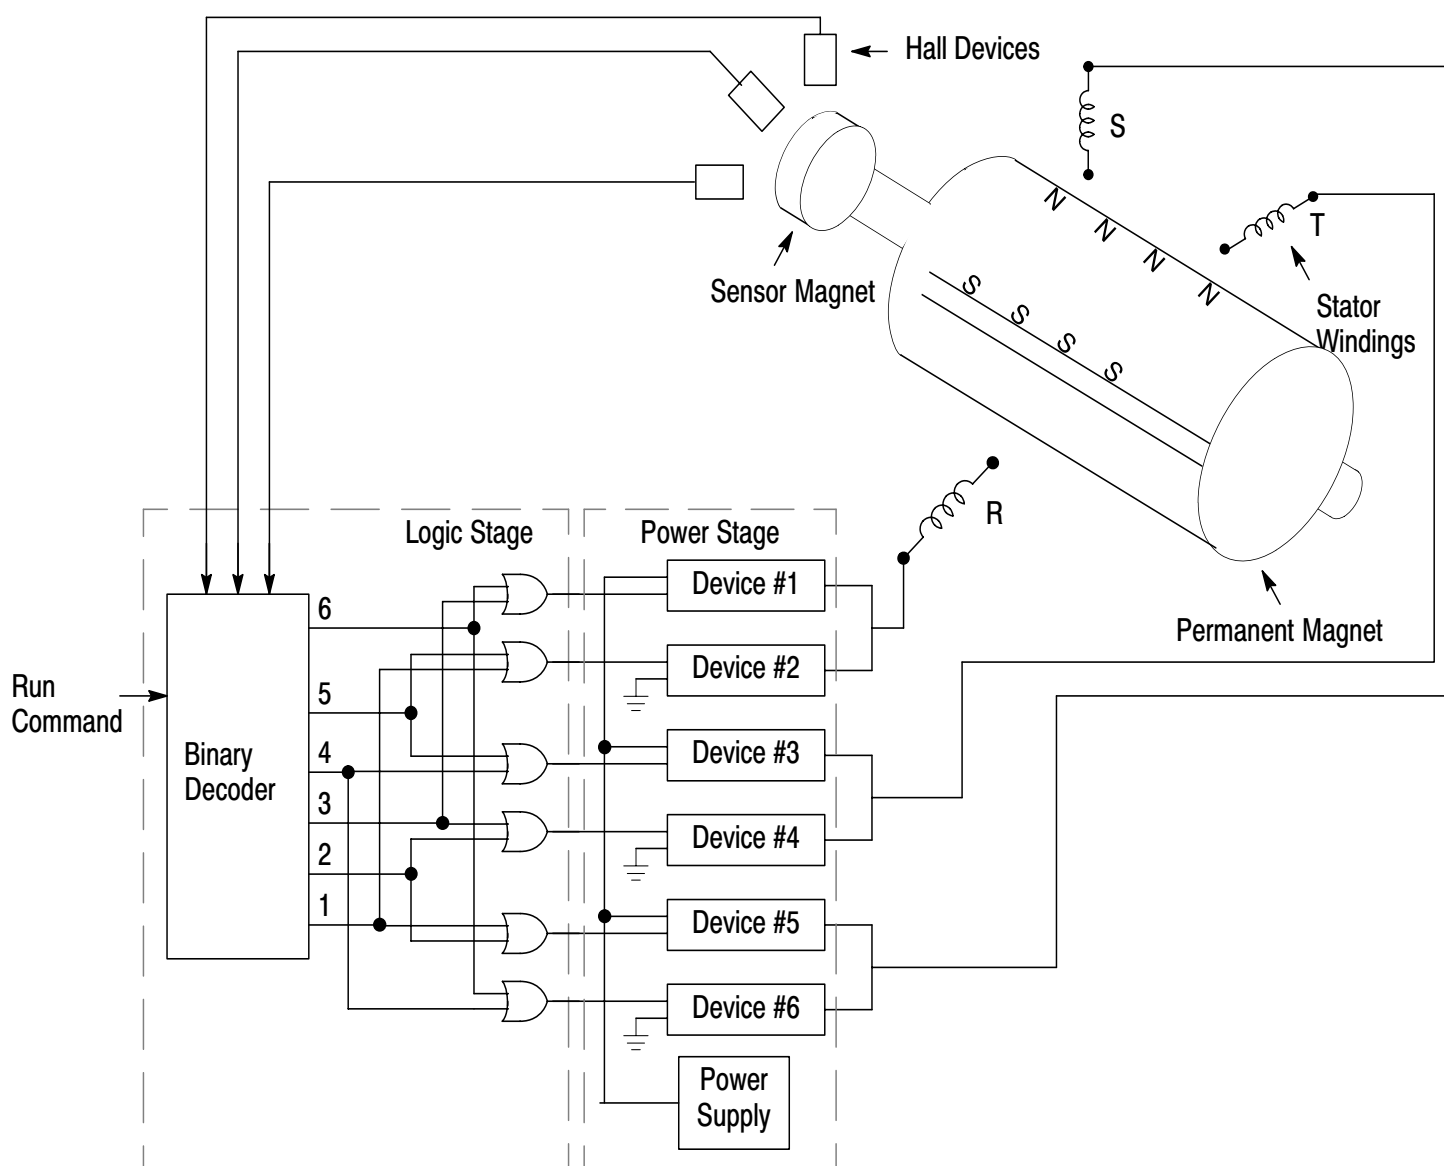 Hall Devices
S
T
N
N
N
N
Sensor Magnet
S
S
S
S
Stator
Windings
R
Logic Stage
Power Stage
Permanent Magnet
Run
Command
Binary
Decoder
6
5
4
3
2
1
Device #1
Device #2
Device #3
Device #4
Device #5
Device #6
Power
Supply